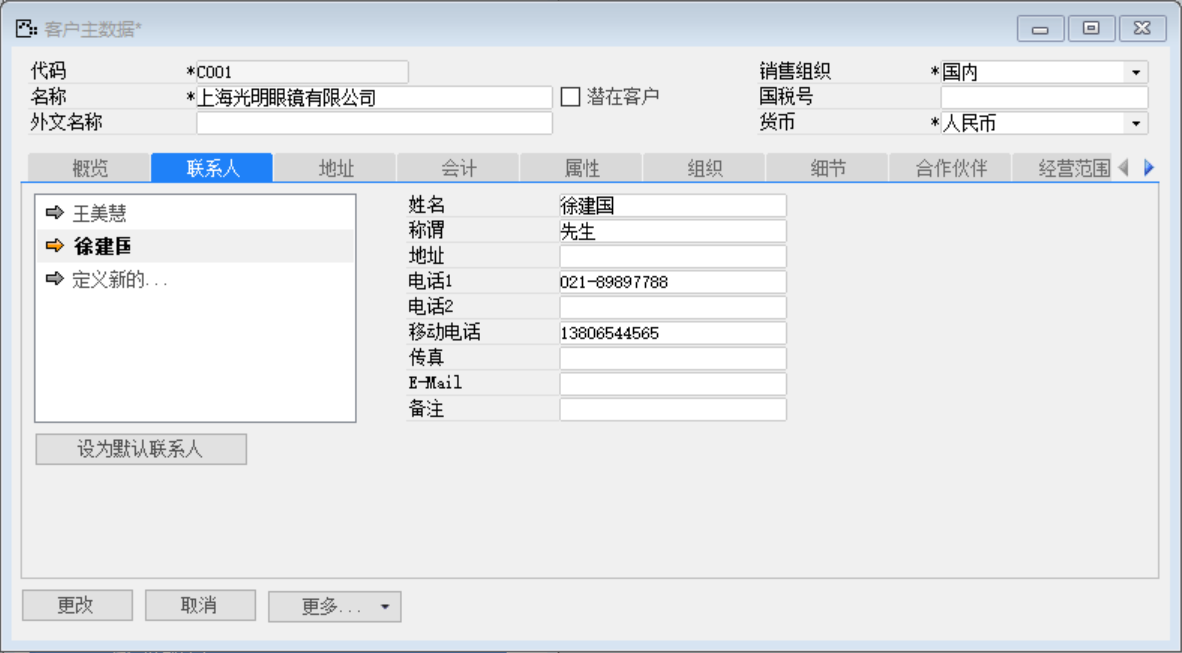 客户主数据*
代码 *C001 销售组织 *国内
名称 *上海光明眼镜有限公司 潜在客户 国税号
外文名称 货币 *人民币
概览 联系人 地址 会计 属性 组织 细节 合作伙伴 经营范围
王美慧
徐建国
定义新的...
设为默认联系人
姓名 徐建国
称谓 先生
地址
电话1 021-89897788
电话2
移动电话 13806544565
传真
E-Mail
备注
更改 取消 更多...